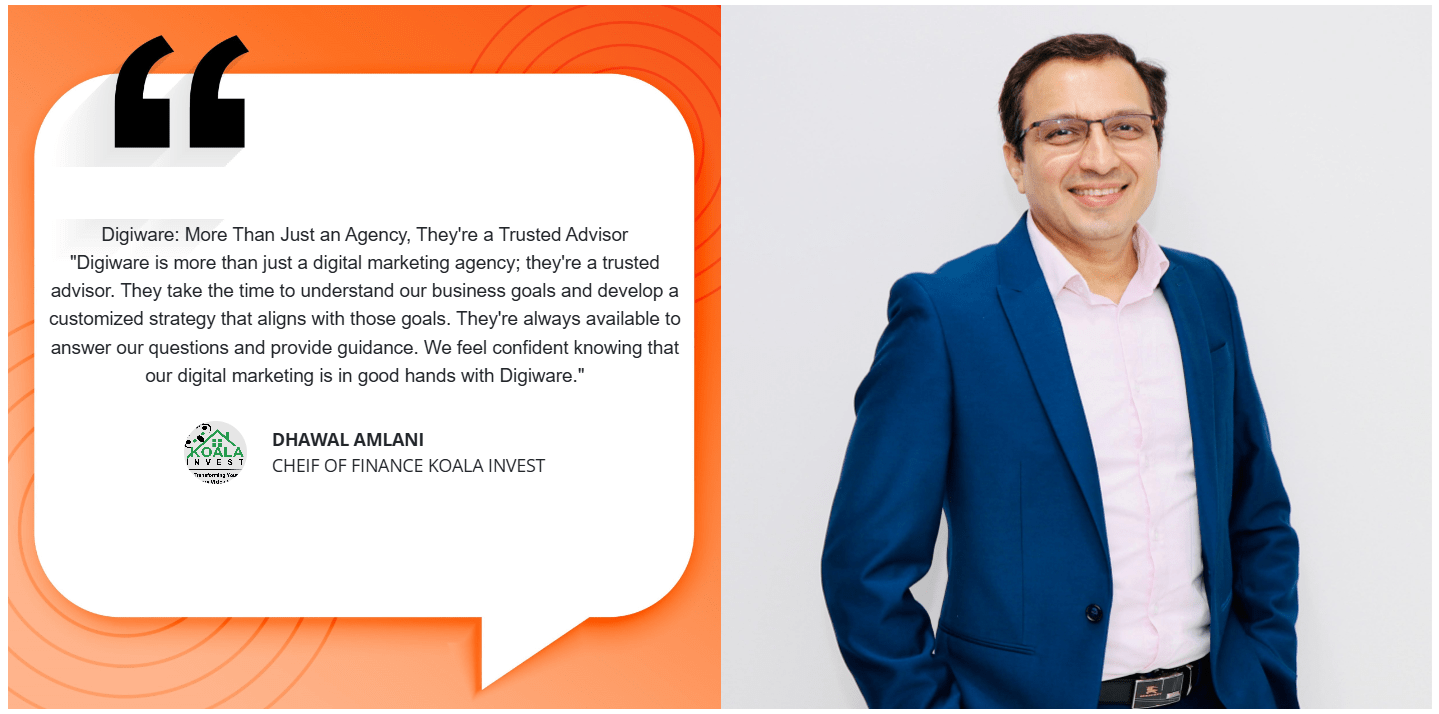 Digiware: More Than Just an Agency, They're a Trusted Advisor
"Digiware is more than just a digital marketing agency; they're a trusted
advisor. They take the time to understand our business goals and develop a
customized strategy that aligns with those goals. They're always available to
answer our questions and provide guidance. We feel confident knowing that
our digital marketing is in good hands with Digiware."
DHAWAL AMLANI
CHEIF OF FINANCE KOALA INVEST
KOALA
INVEST
Transforming Your